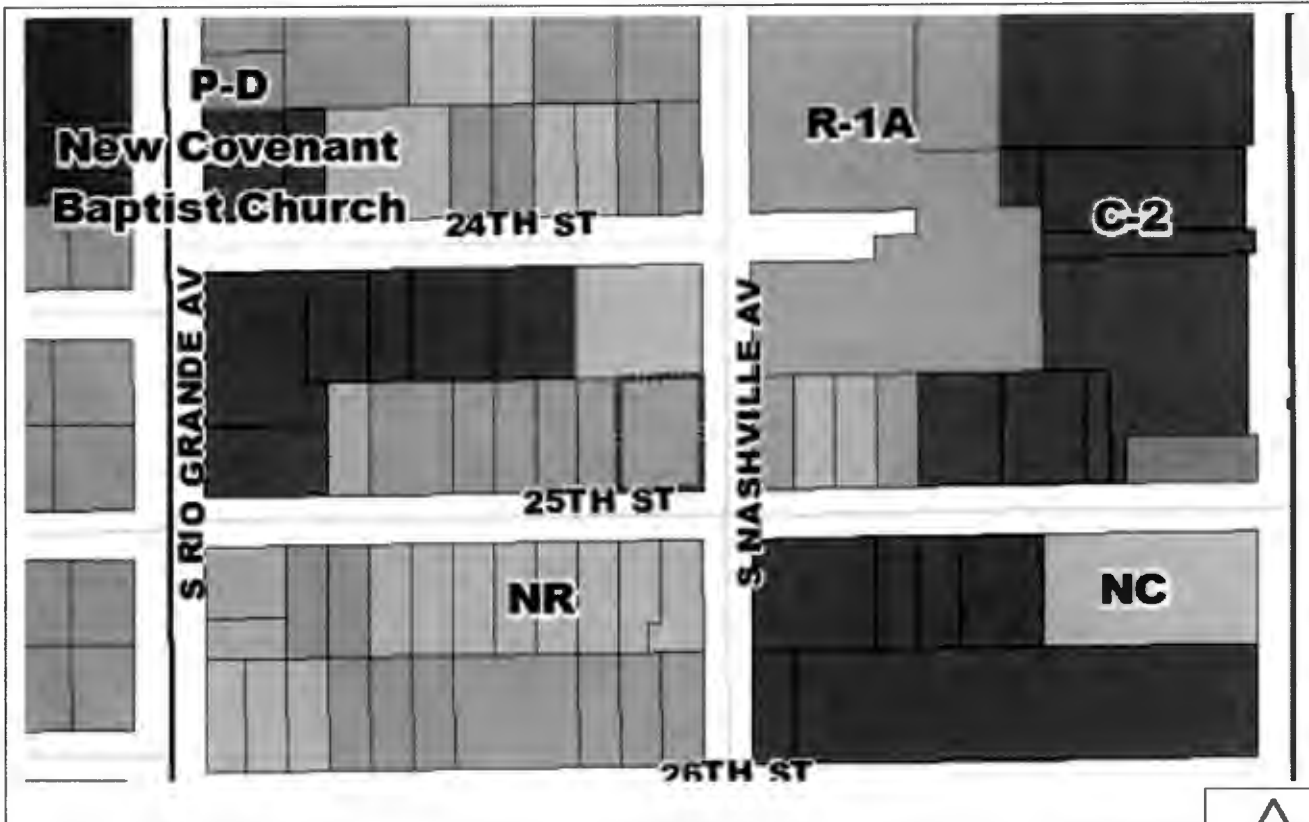 P-D
R-1A
New Covenant
Baptist Church
C-2
24TH ST
S RIO GRANDE AV
S NASHVILLE AV
25TH ST
NR
NC
26TH ST